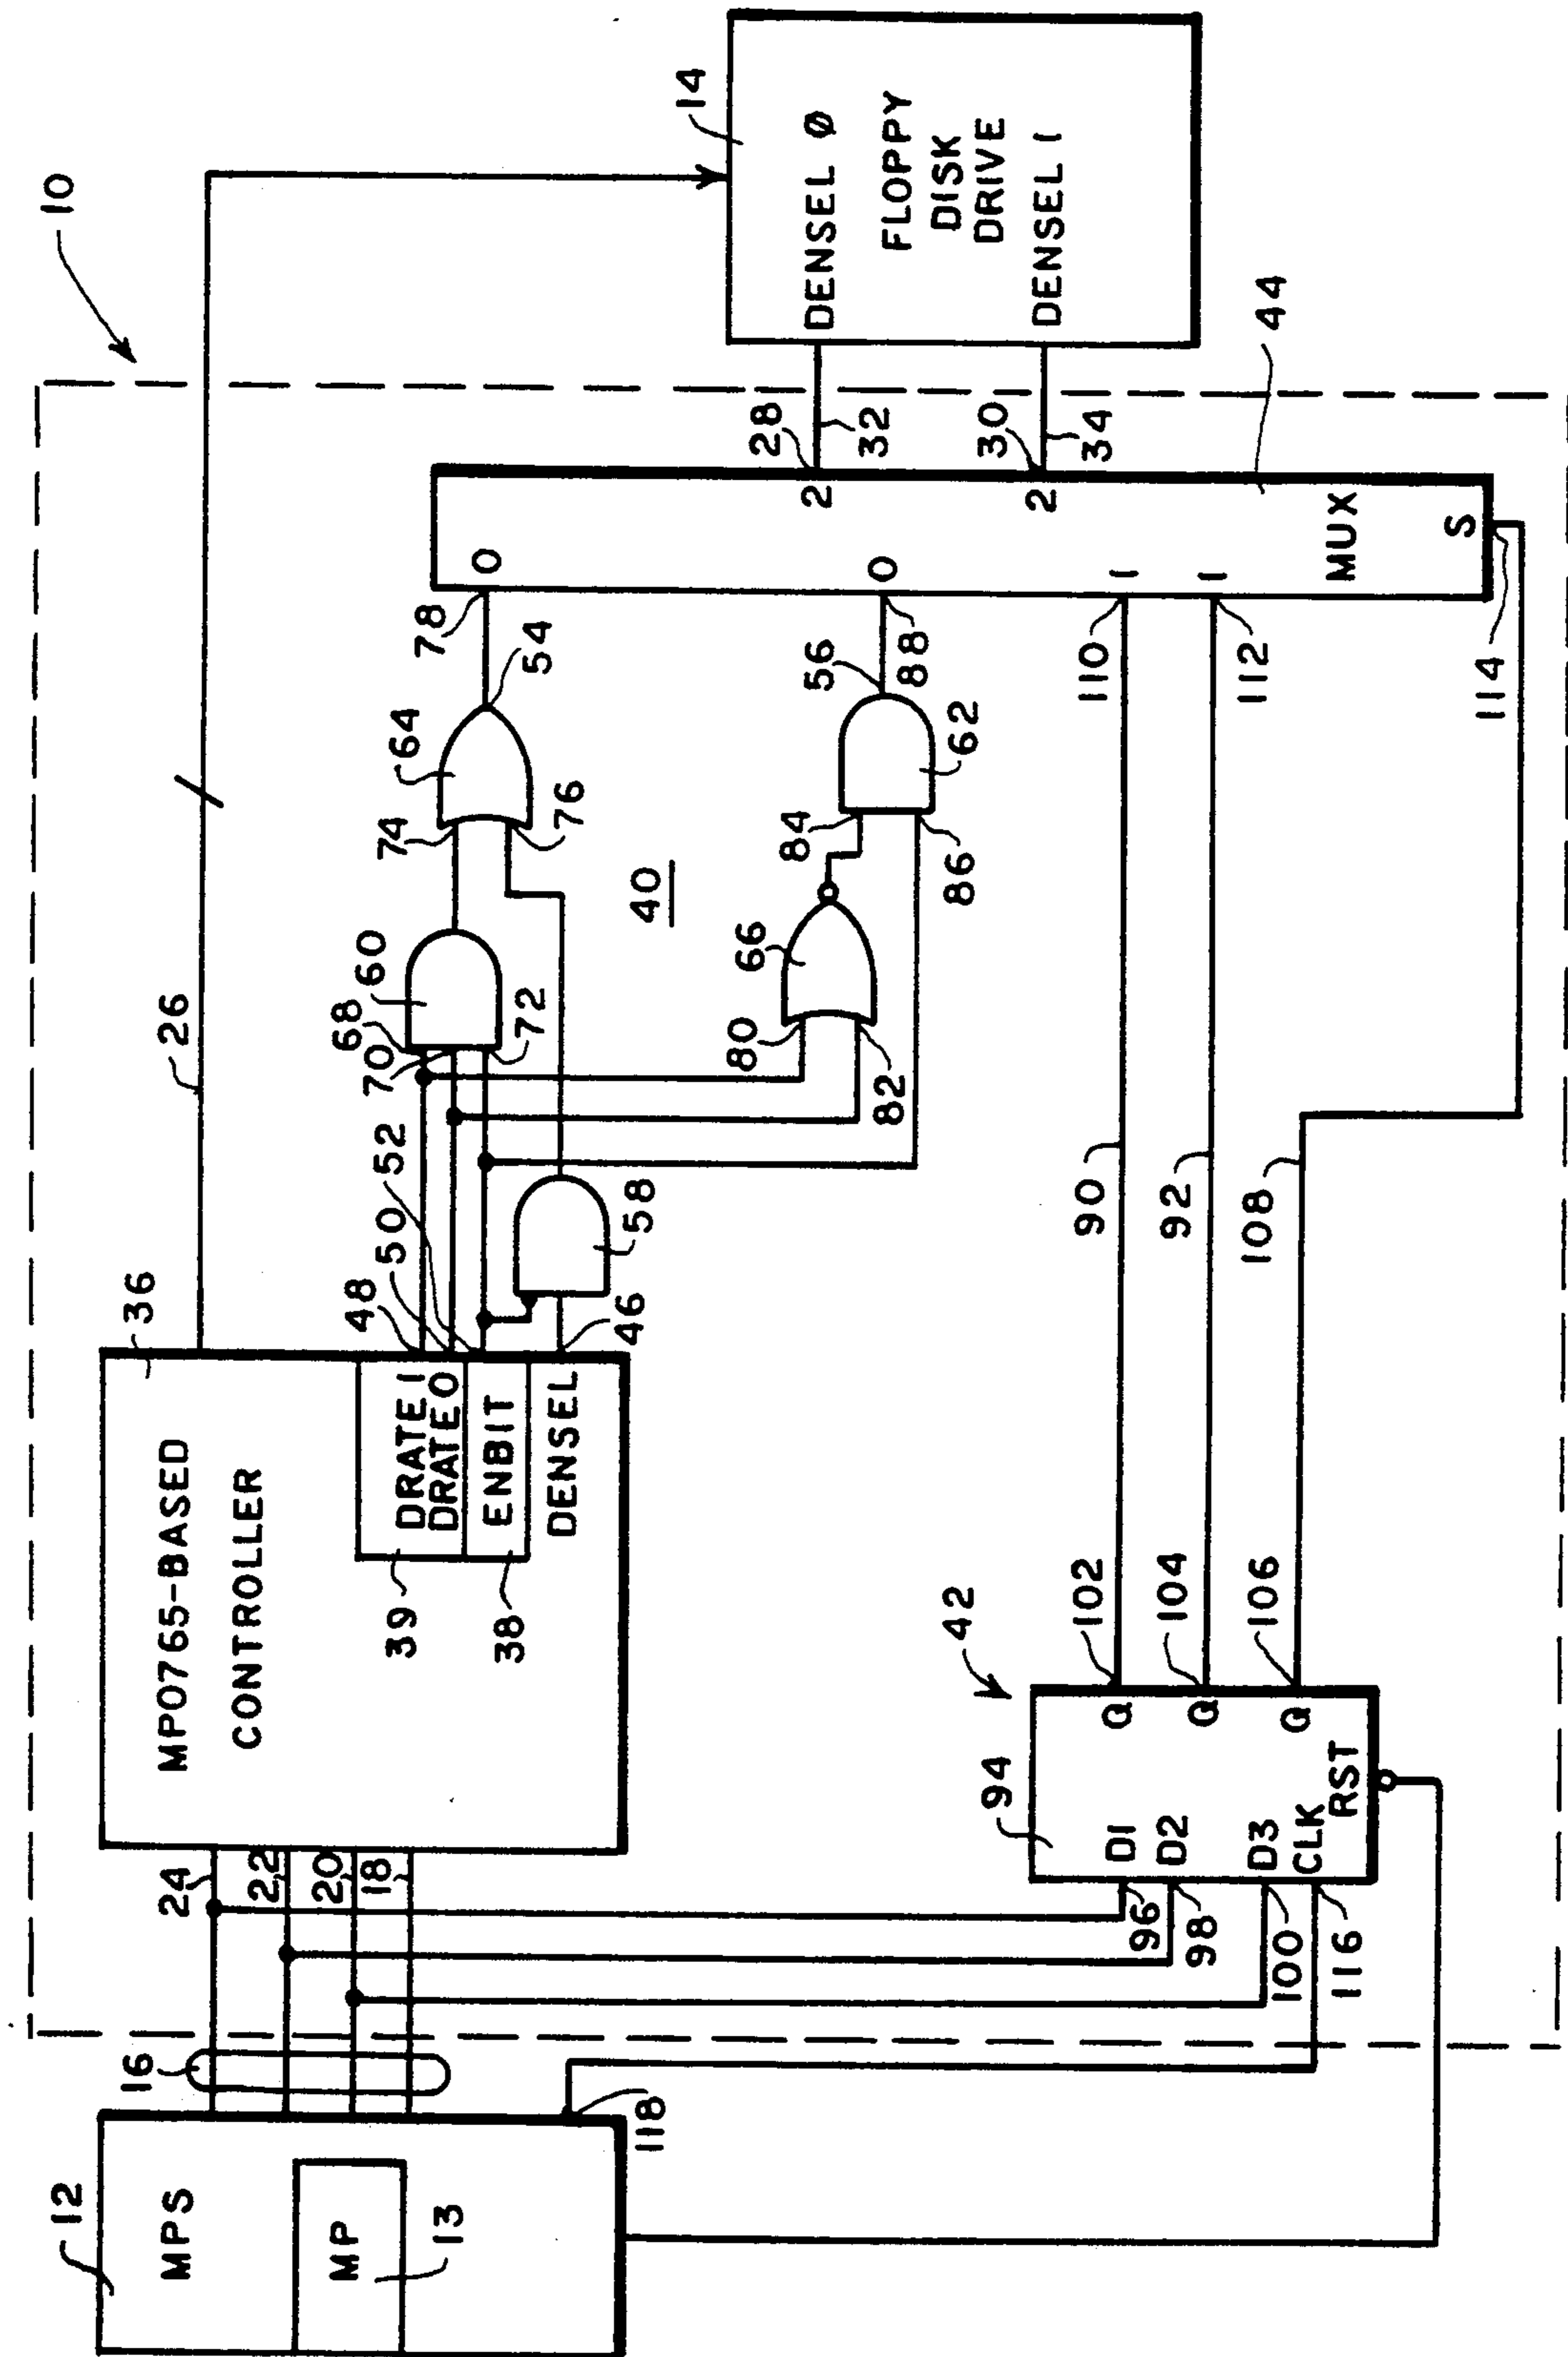 10
12
MPS
MP
13
16
118
24
22
20
18
36
MP0765-BASED
CONTROLLER
39
38
DRATE 1
DRATE 0
ENBIT
DENSEL
48
50
52
46
26
68
70
72
60
58
74
76
64
54
78
40
80
82
66
84
86
62
56
88
42
94
D1
D2
D3
CLK
RST
Q
Q
Q
96
98
100
116
102
104
106
90
92
108
110
112
114
0
0
1
1
2
2
MUX
S
44
28
32
30
34
14
DENSEL Ø
FLOPPY
DISK
DRIVE
DENSEL 1